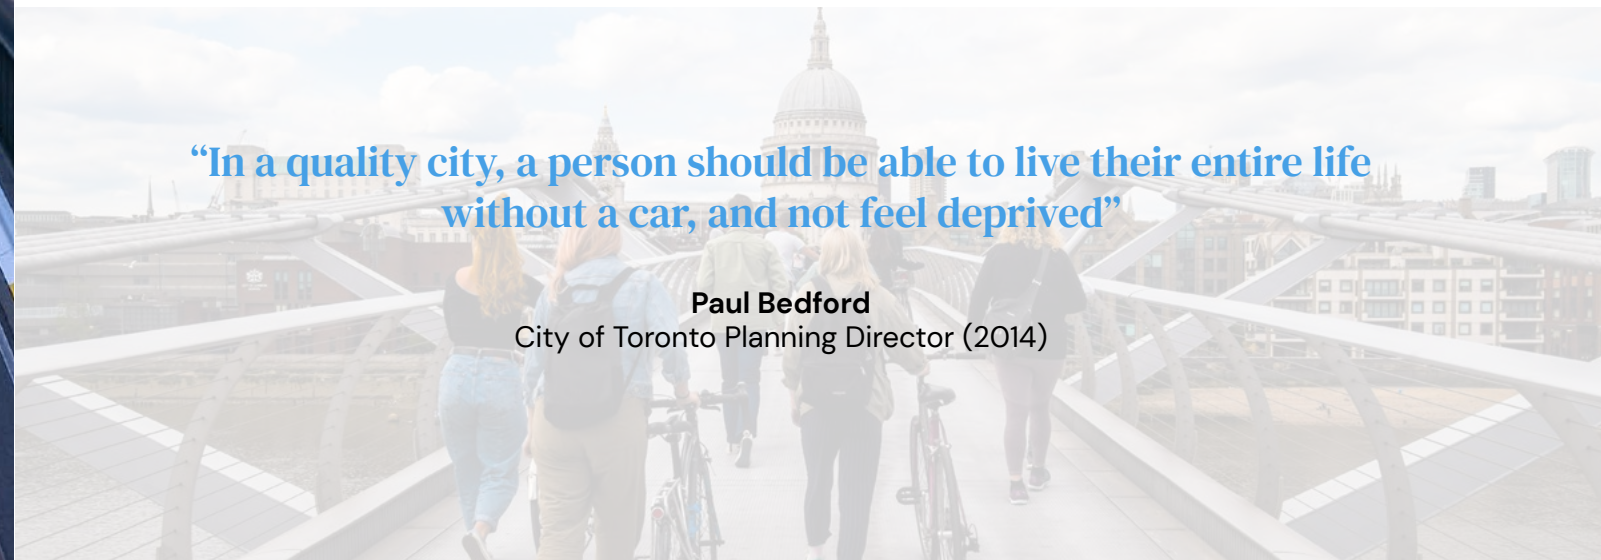 “In a quality city, a person should be able to live their entire life
without a car, and not feel deprived”
Paul Bedford
City of Toronto Planning Director (2014)